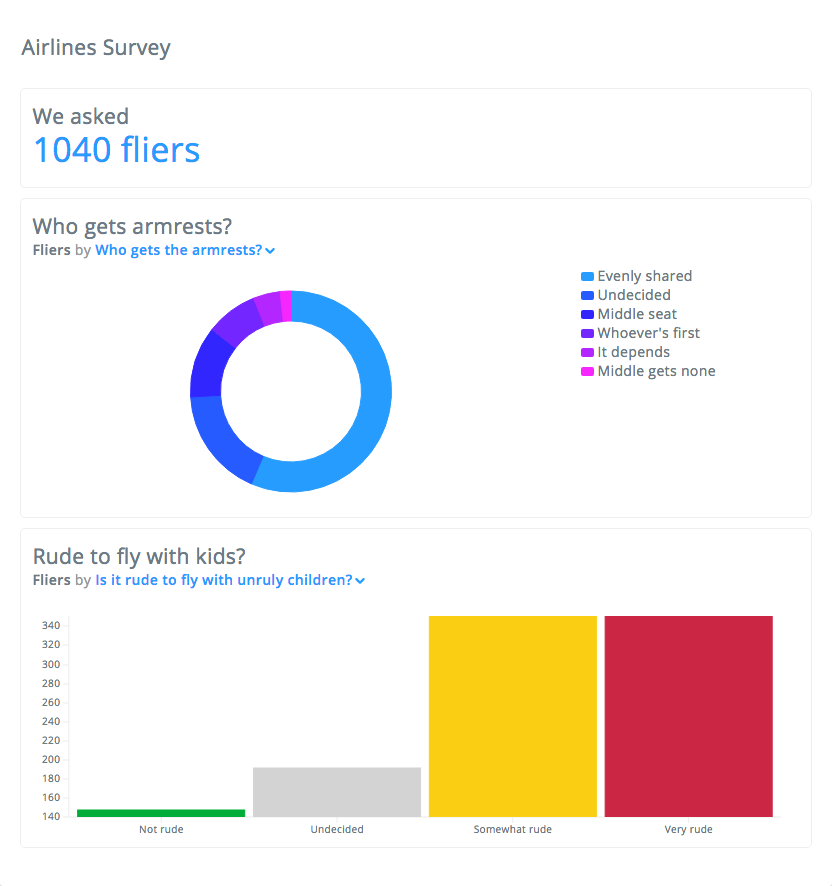 Airlines Survey
We asked
1040 fliers
Who gets armrests?
Fliers by Who gets the armrests?
Evenly shared
Undecided
Middle seat
Whoever's first
It depends
Middle gets none
Rude to fly with kids?
Fliers by Is it rude to fly with unruly children?
340
320
300
280
260
240
220
200
180
160
140
Not rude Undecided Somewhat rude Very rude